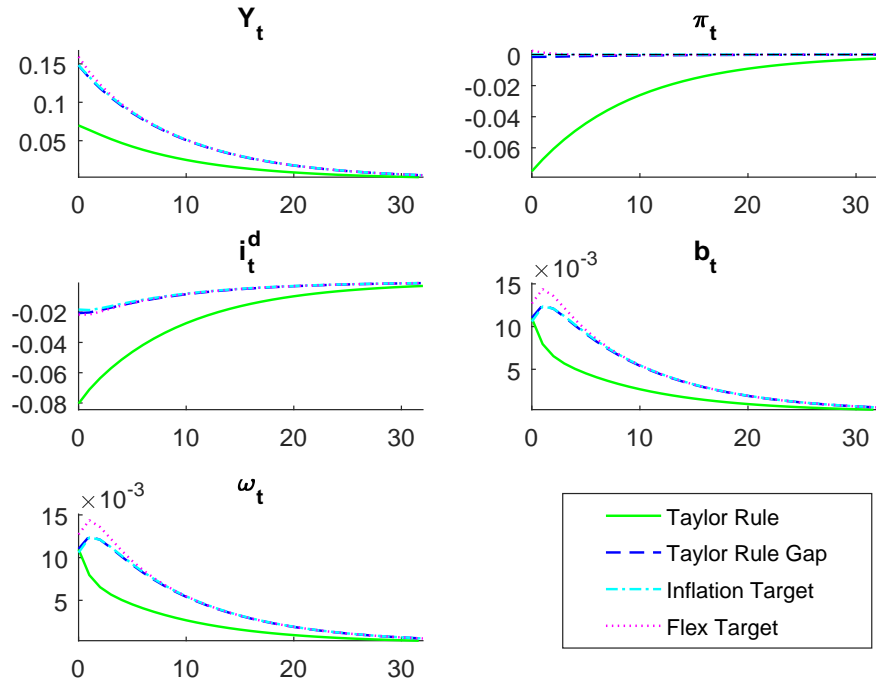 Y_t
0.15
0.1
0.05
0 10 20 30
π_t
0
-0.02
-0.04
-0.06
0 10 20 30
i_t^d
-0.02
-0.04
-0.06
-0.08
0 10 20 30
b_t
× 10^-3
15
10
5
0 10 20 30
ω_t
× 10^-3
15
10
5
0 10 20 30
Taylor Rule
Taylor Rule Gap
Inflation Target
Flex Target